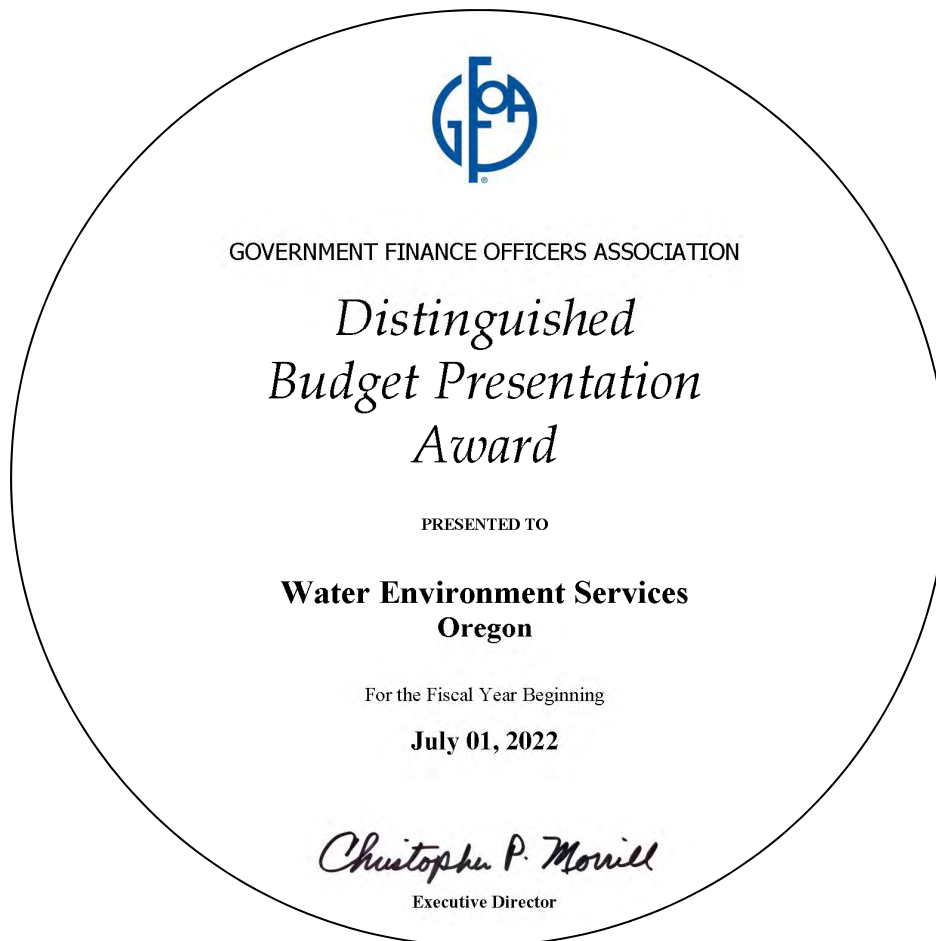 GFOA
®
GOVERNMENT FINANCE OFFICERS ASSOCIATION
Distinguished
Budget Presentation
Award
PRESENTED TO
Water Environment Services
Oregon
For the Fiscal Year Beginning
July 01, 2022
Christopher P. Morrill
Executive Director